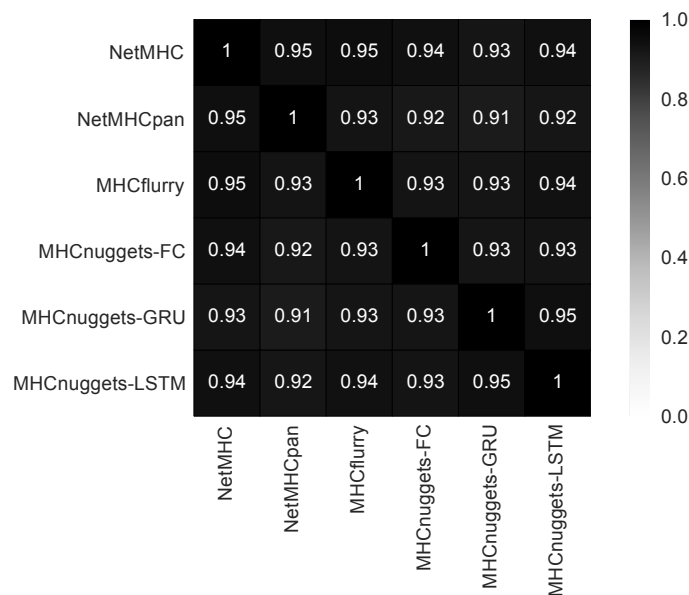 NetMHC 1 0.95 0.95 0.94 0.93 0.94
NetMHCpan 0.95 1 0.93 0.92 0.91 0.92
MHCflurry 0.95 0.93 1 0.93 0.93 0.94
MHCnuggets-FC 0.94 0.92 0.93 1 0.93 0.93
MHCnuggets-GRU 0.93 0.91 0.93 0.93 1 0.95
MHCnuggets-LSTM 0.94 0.92 0.94 0.93 0.95 1
NetMHC
NetMHCpan
MHCflurry
MHCnuggets-FC
MHCnuggets-GRU
MHCnuggets-LSTM
1.0
0.8
0.6
0.4
0.2
0.0